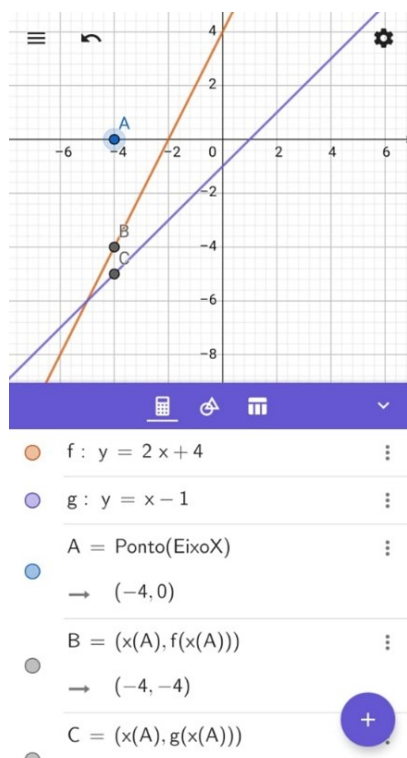 4
2
A
-6 -4 -2 0 2 4 6
-2
B
-4
C
-6
-8
f : y = 2 x + 4
g : y = x − 1
A = Ponto(EixoX)
→ (−4, 0)
B = (x(A), f(x(A)))
→ (−4, −4)
C = (x(A), g(x(A)))